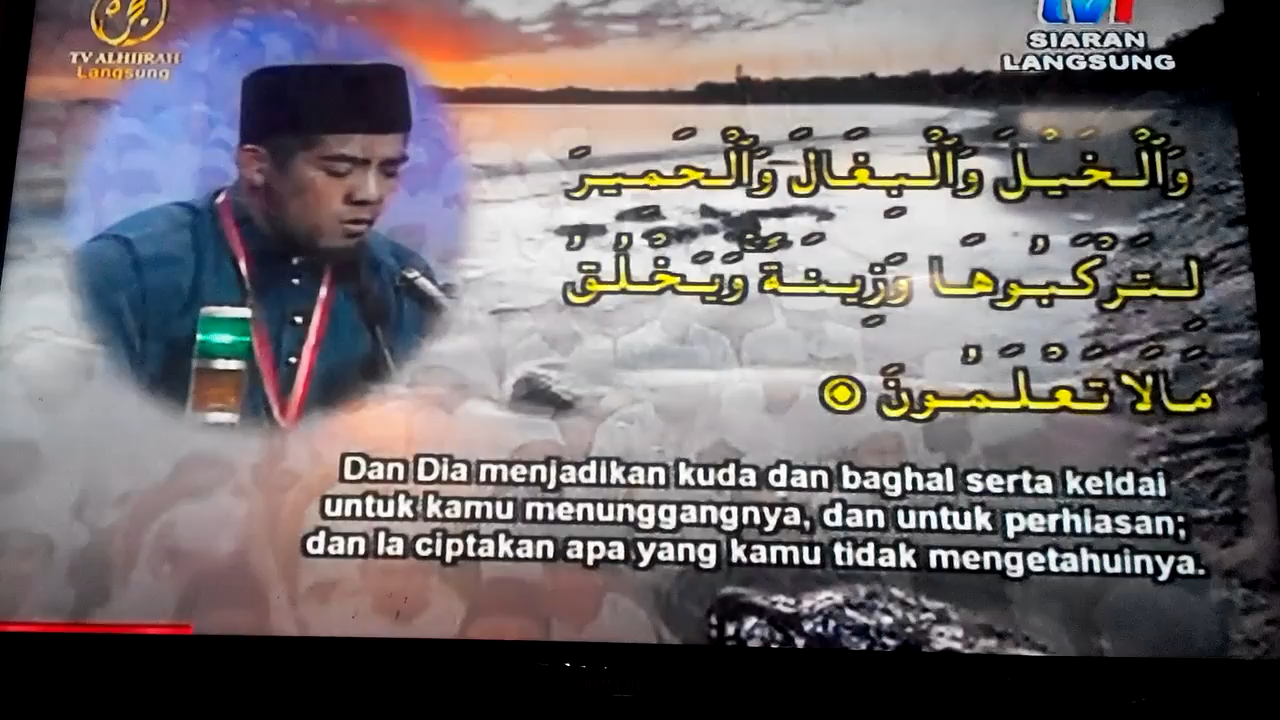 TV ALHIJRAH
Langsung
SIARAN
LANGSUNG
وَٱلْخَيْلَ وَٱلْبِغَالَ وَٱلْحَمِيرَ
لِتَرْكَبُوهَا وَزِينَةً وَيَخْلُقُ
مَالَا تَعْلَمُونَ
Dan Dia menjadikan kuda dan baghal serta keldai
untuk kamu menunggangnya, dan untuk perhiasan;
dan Ia ciptakan apa yang kamu tidak mengetahuinya.